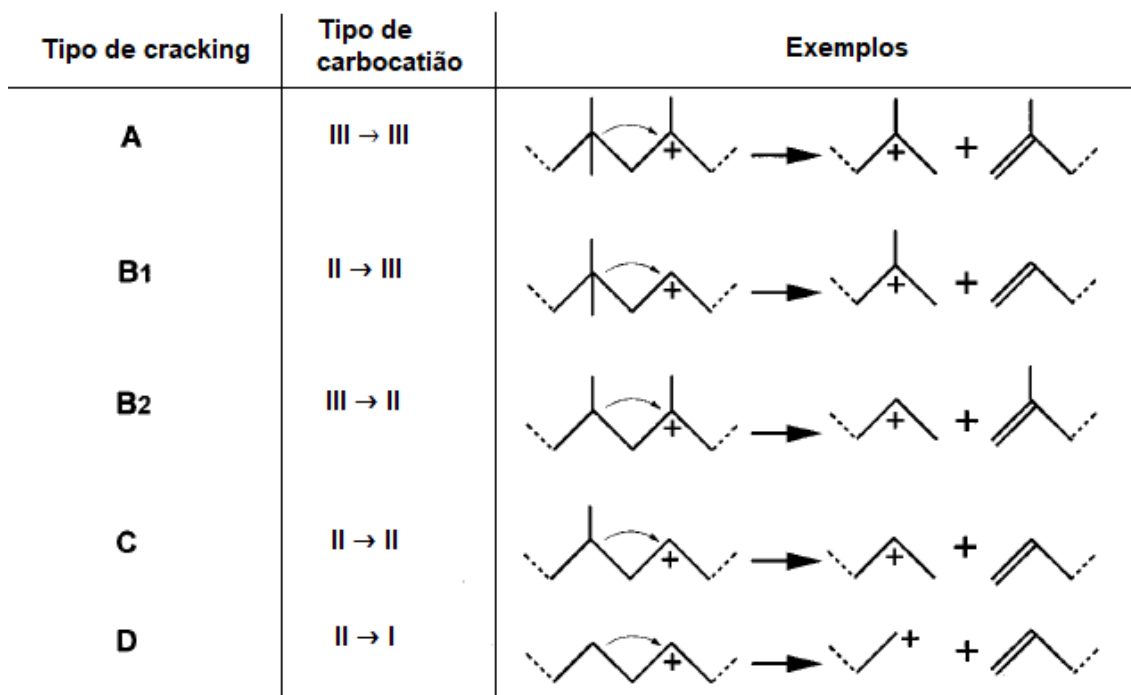 Tipo de cracking
Tipo de
carbocatião
Exemplos
A
III → III
+
+
+
B1
II → III
+
+
+
B2
III → II
+
+
+
C
II → II
+
+
+
D
II → I
+
+
+